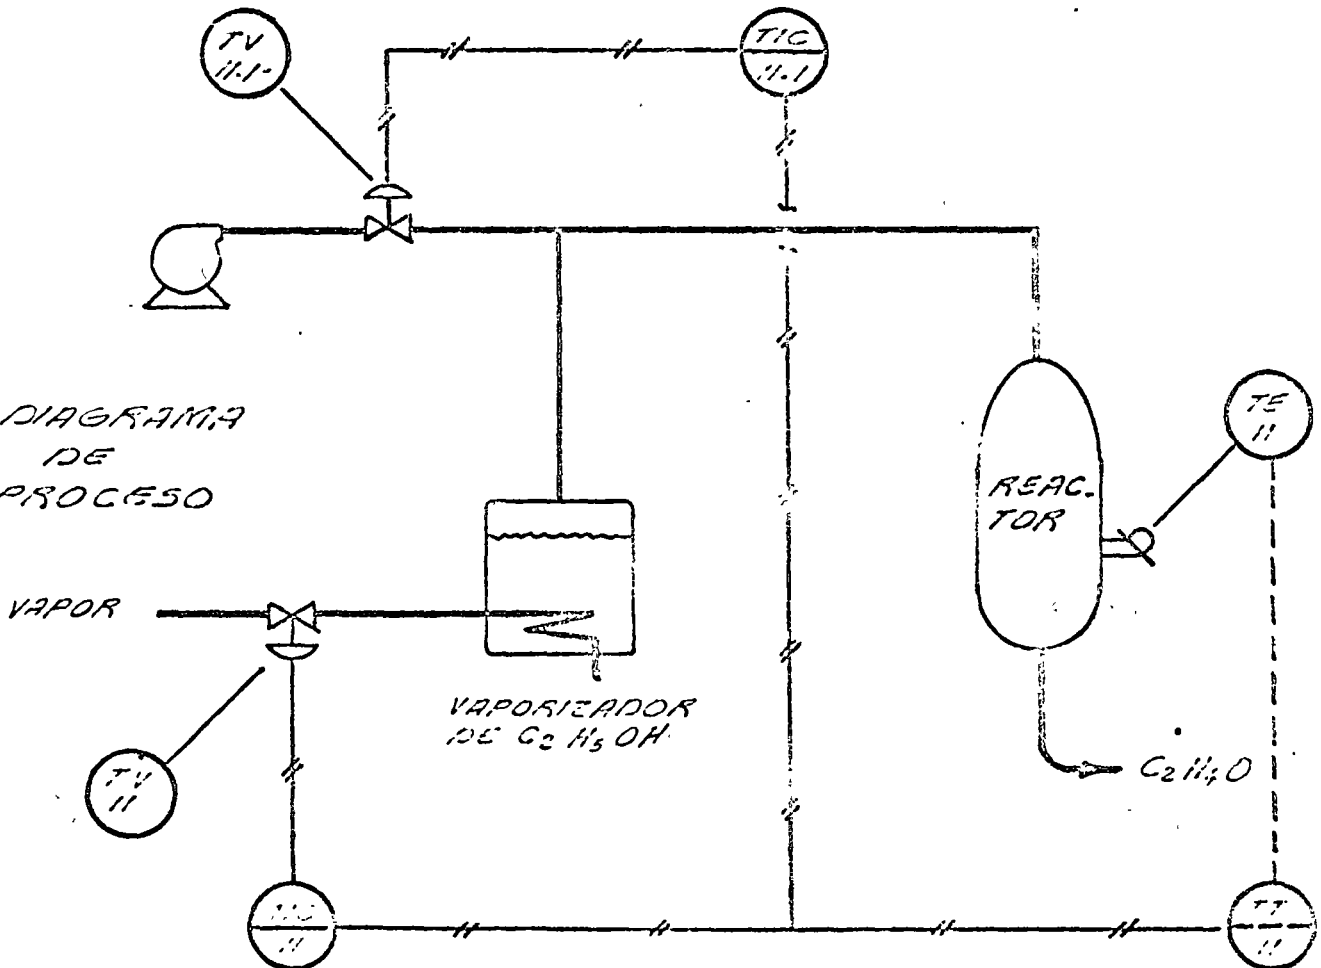 TV
11.1
TIC
11.1
DIAGRAMA
DE
PROCESO
TE
11
REAC-
TOR
VAPOR
VAPORIZADOR
DE C₂ H₅ OH
TV
11
C₂ H₄ O
11
TT
11